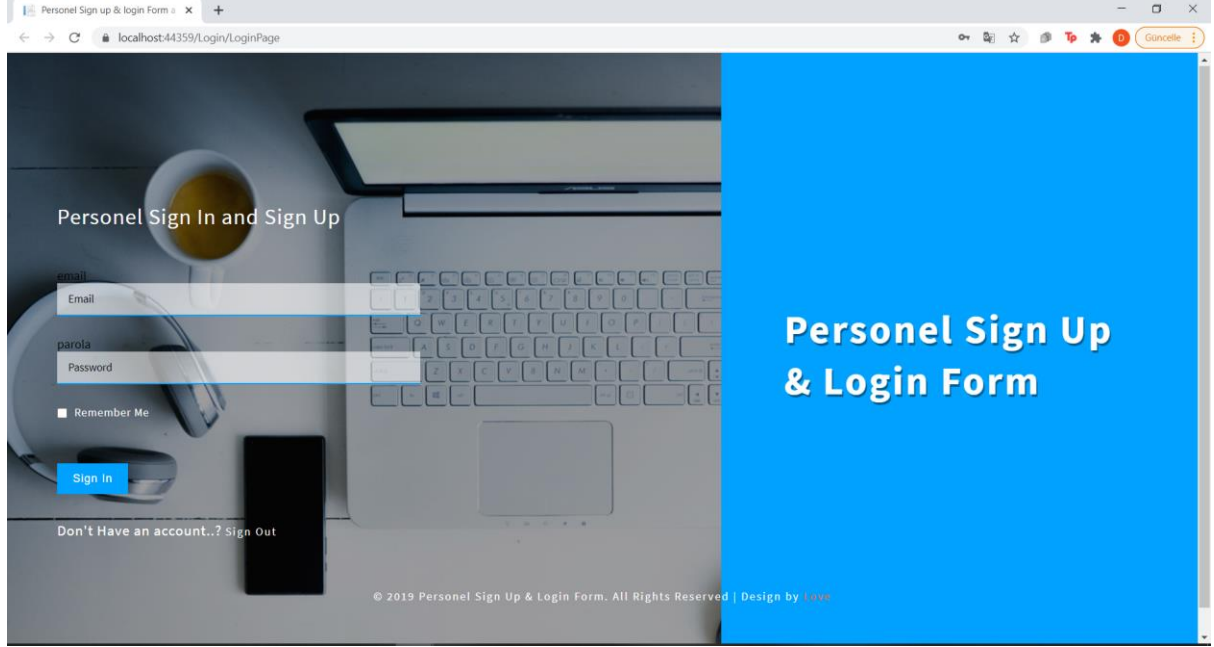 Personel Sign up & login Form a
localhost:44359/Login/LoginPage
Tp
D
Güncelle
Personel Sign In and Sign Up
email
Email
parola
Password
Remember Me
Sign In
Don't Have an account..? Sign Out
Personel Sign Up
& Login Form
© 2019 Personel Sign Up & Login Form. All Rights Reserved | Design by Love